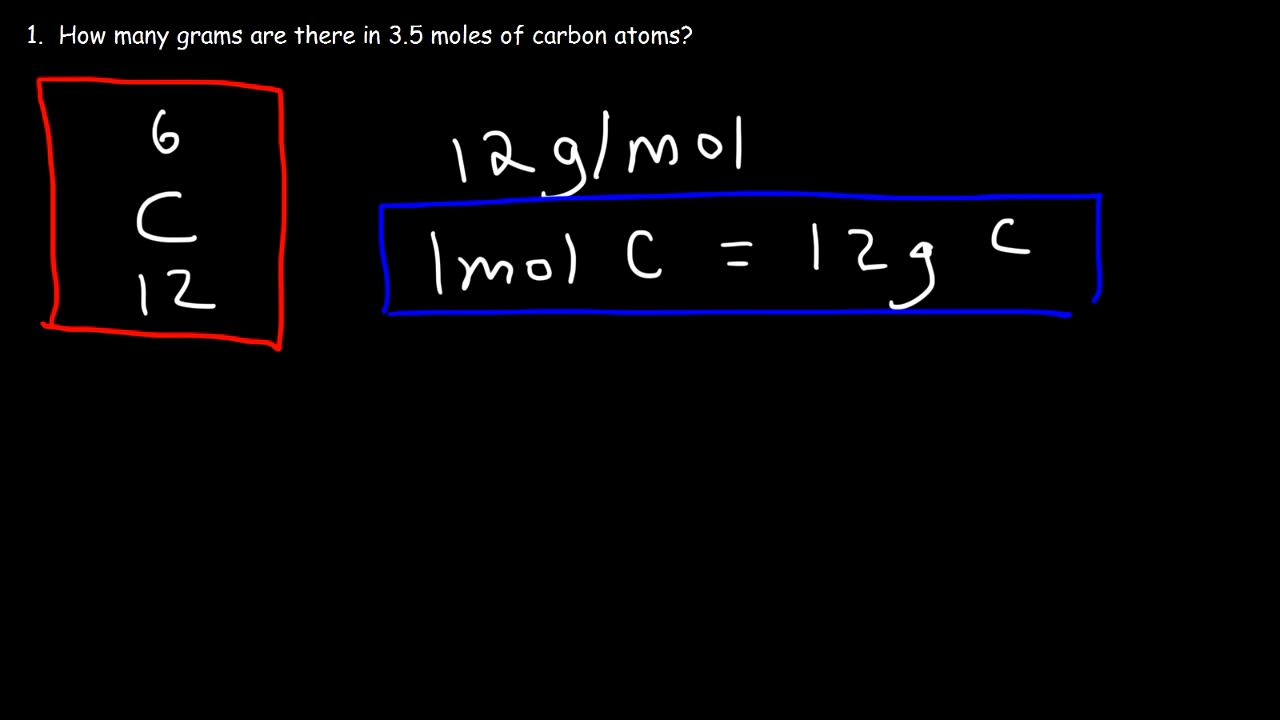 1. How many grams are there in 3.5 moles of carbon atoms?
6
C
12
12g/mol
1mol C = 12g C